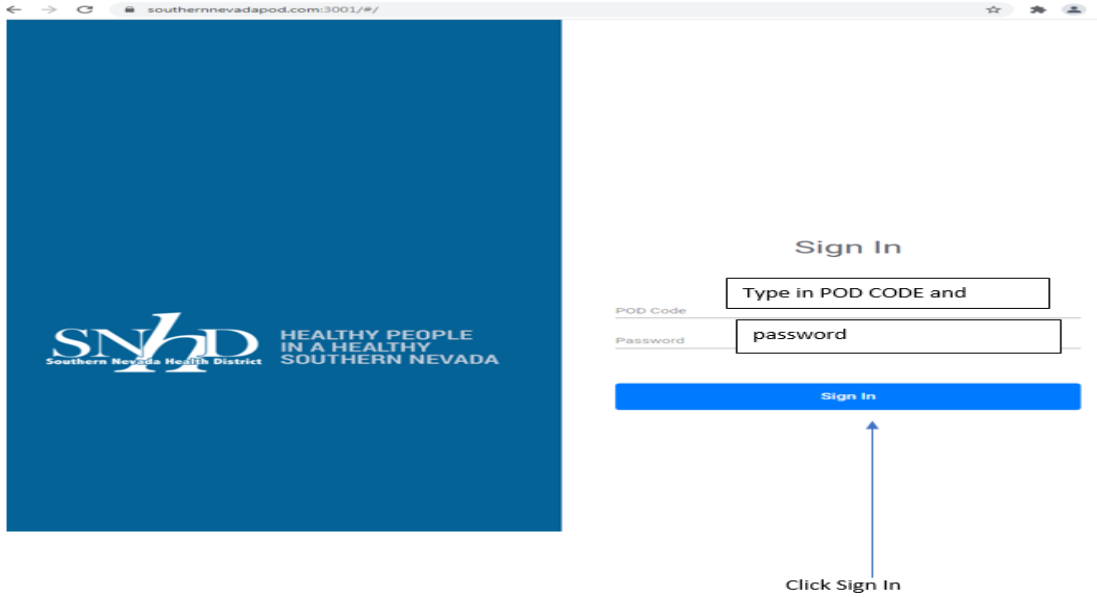 southernnevadapod.com:3001/#/
SNhD
Southern Nevada Health District
HEALTHY PEOPLE
IN A HEALTHY
SOUTHERN NEVADA
Sign In
Type in POD CODE and
POD Code
password
Password
Sign In
Click Sign In